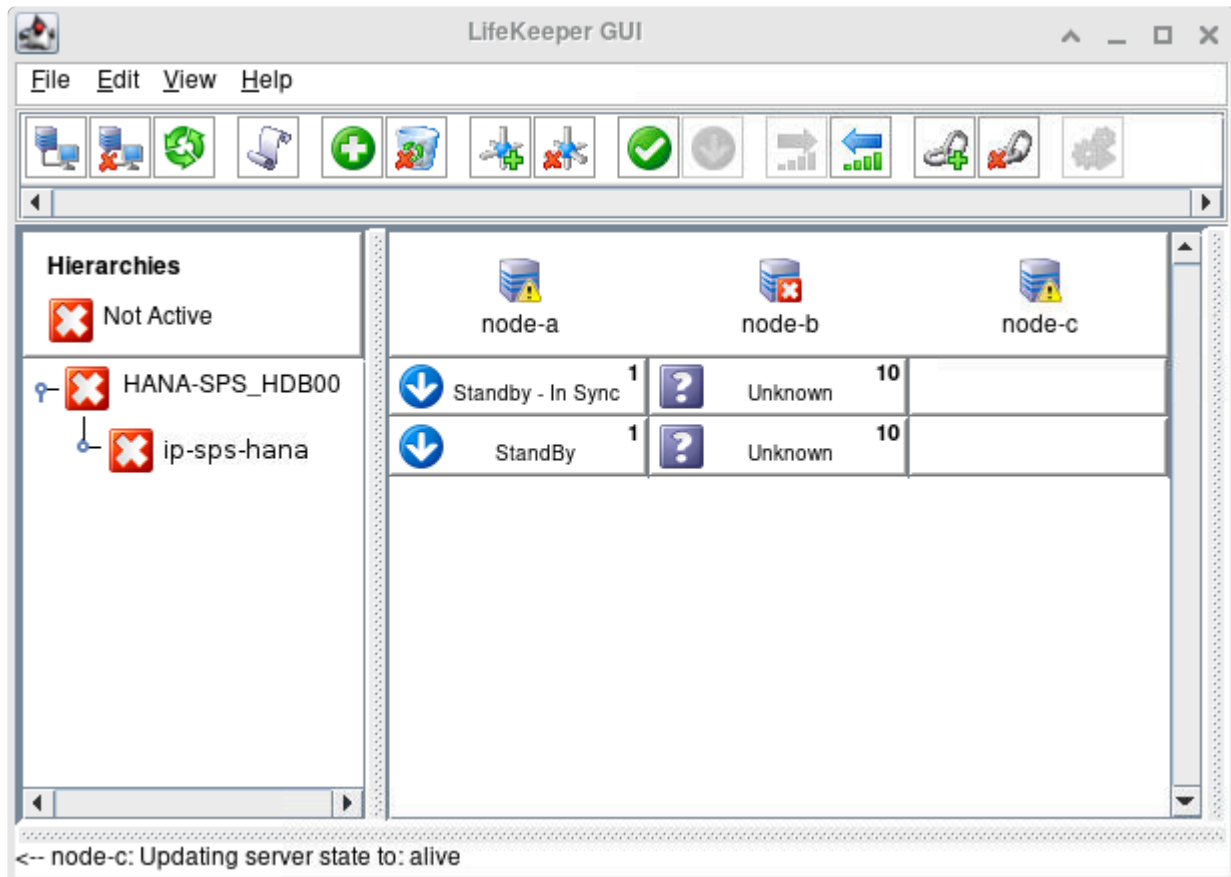 LifeKeeper GUI
File Edit View Help
Hierarchies
Not Active
node-a node-b node-c
HANA-SPS_HDB00
Standby - In Sync 1
? Unknown 10
ip-sps-hana
StandBy 1
? Unknown 10
<-- node-c: Updating server state to: alive